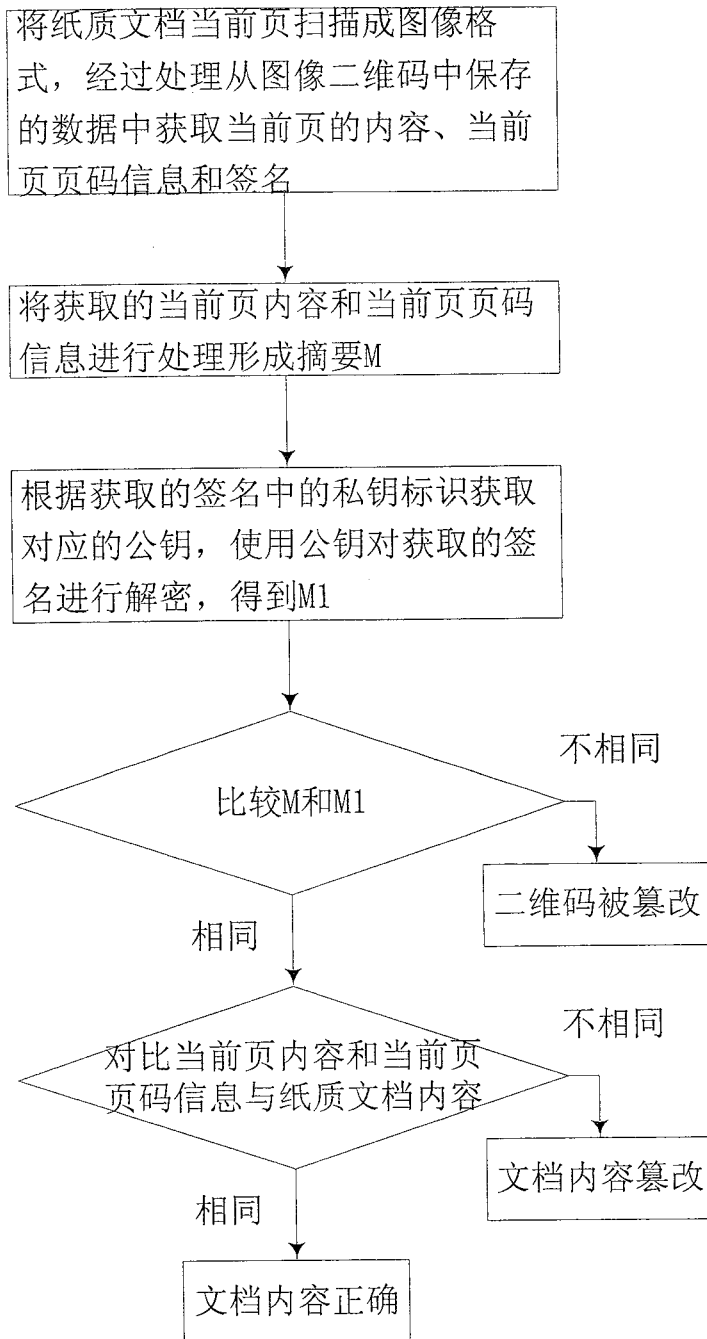 将纸质文档当前页扫描成图像格
式，经过处理从图像二维码中保存
的数据中获取当前页的内容、当前
页页码信息和签名
将获取的当前页内容和当前页页码
信息进行处理形成摘要M
根据获取的签名中的私钥标识获取
对应的公钥，使用公钥对获取的签
名进行解密，得到M1
不相同
比较M和M1
二维码被篡改
相同
不相同
对比当前页内容和当前页
页码信息与纸质文档内容
文档内容篡改
相同
文档内容正确